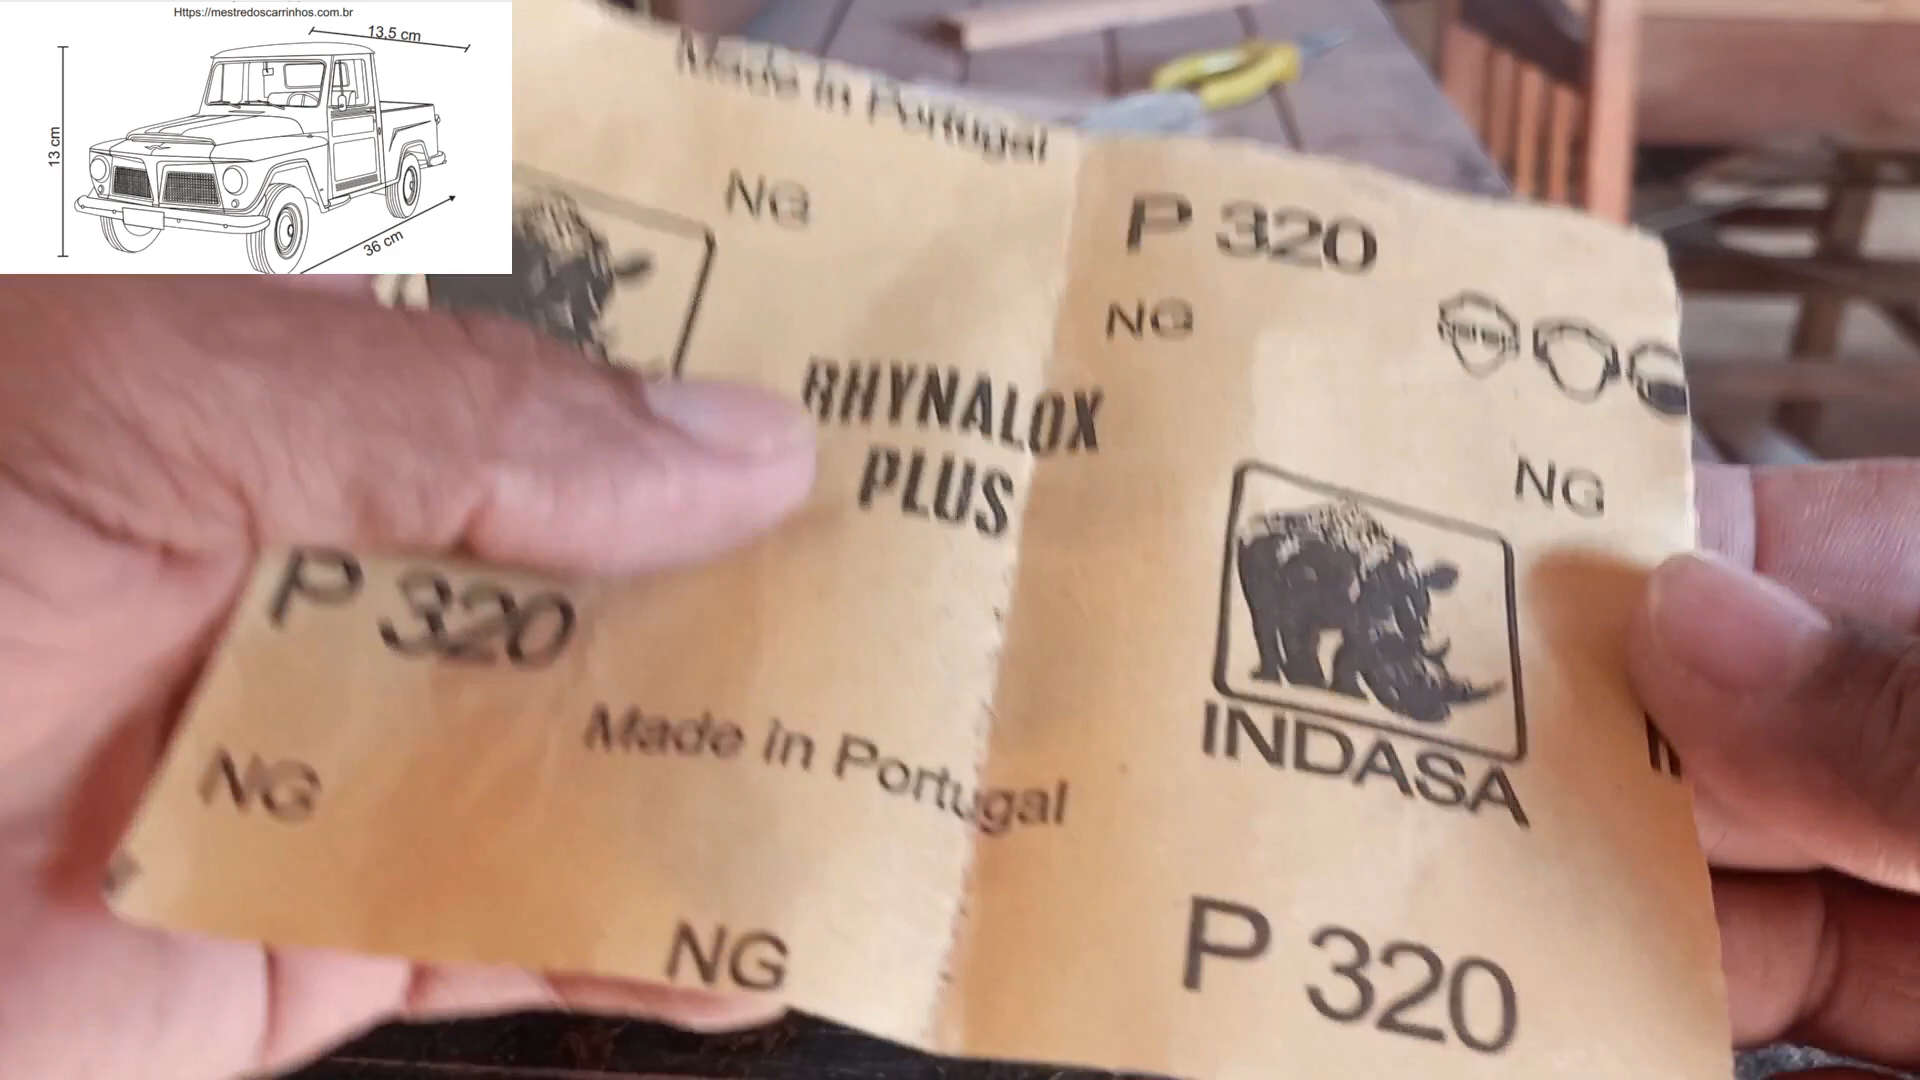 Https://mestredoscarrinhos.com.br
13,5 cm
13 cm
36 cm
Made in Portugal
NG
P 320
NG
RHYNALOX
PLUS
NG
INDASA
P 320
Made in Portugal
NG
NG
P 320